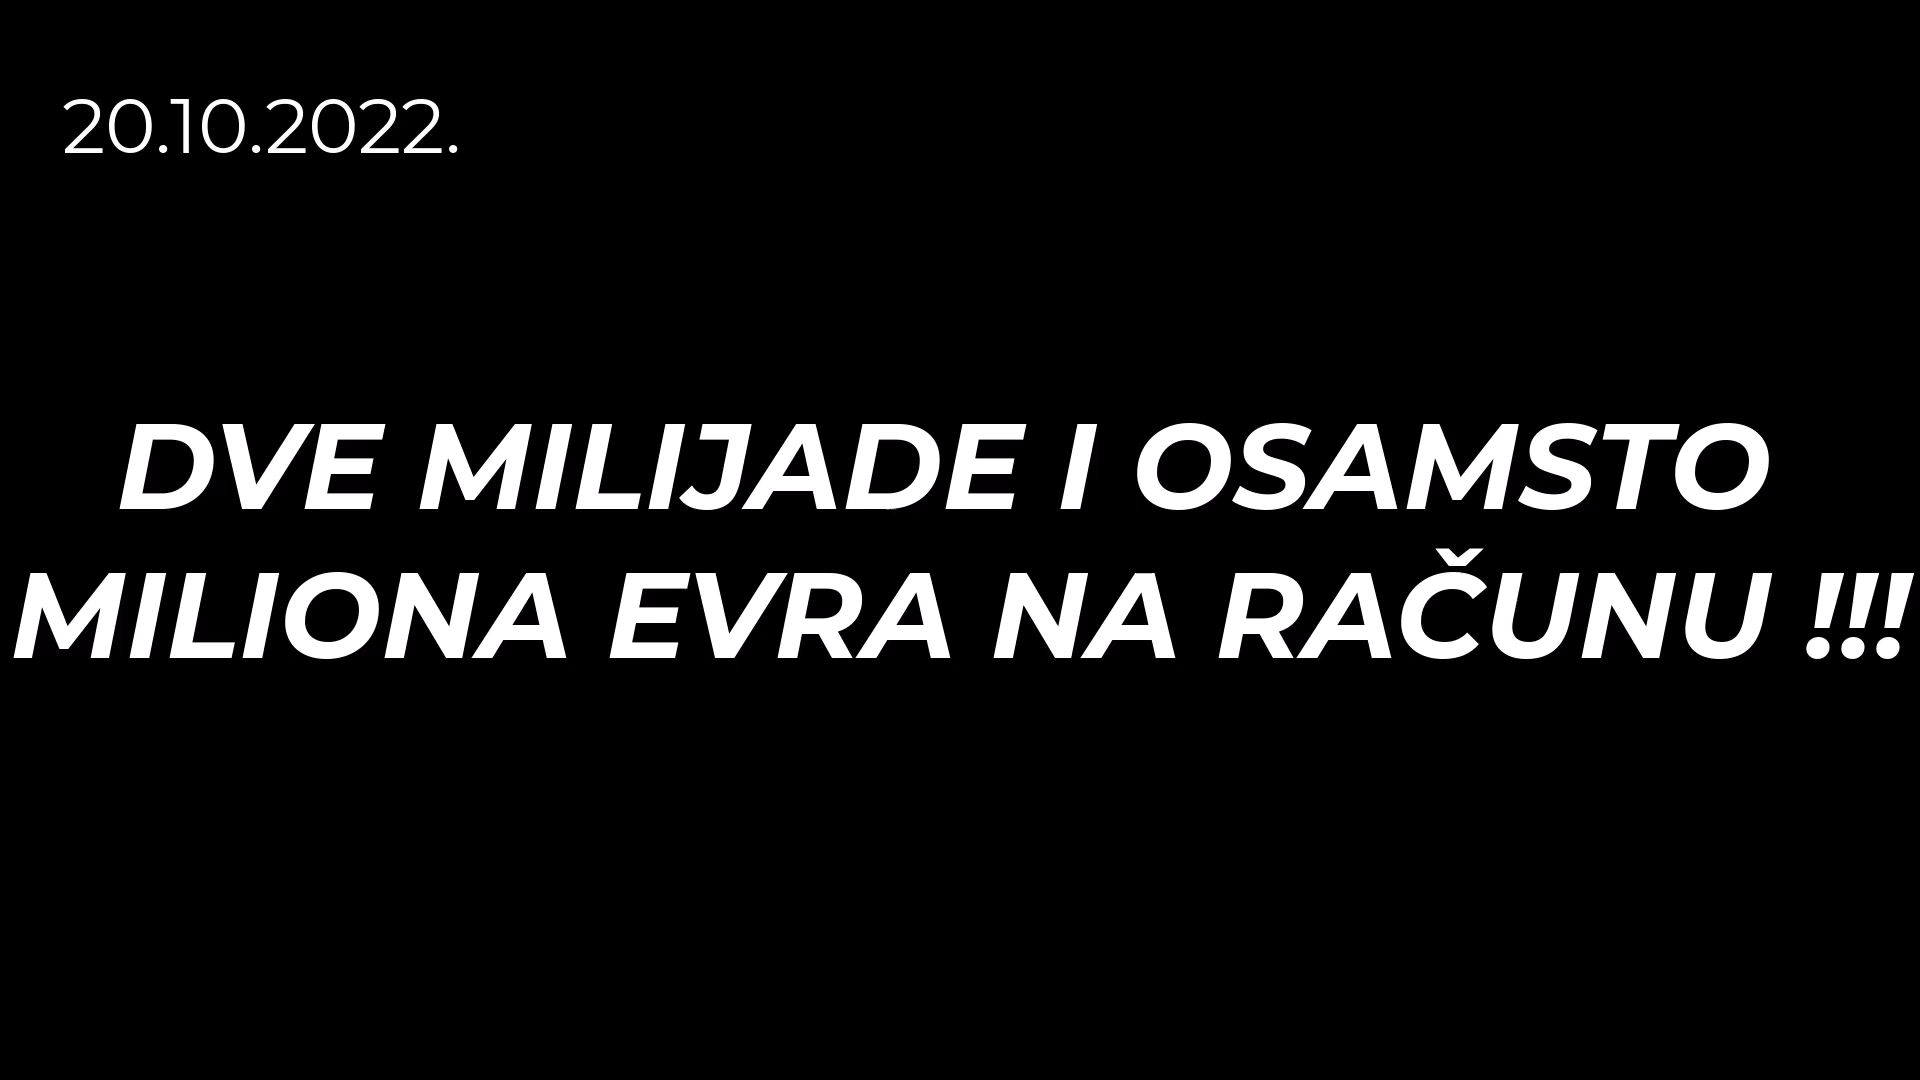 20.10.2022.
DVE MILIJADE I OSAMSTO
MILIONA EVRA NA RAČUNU !!!